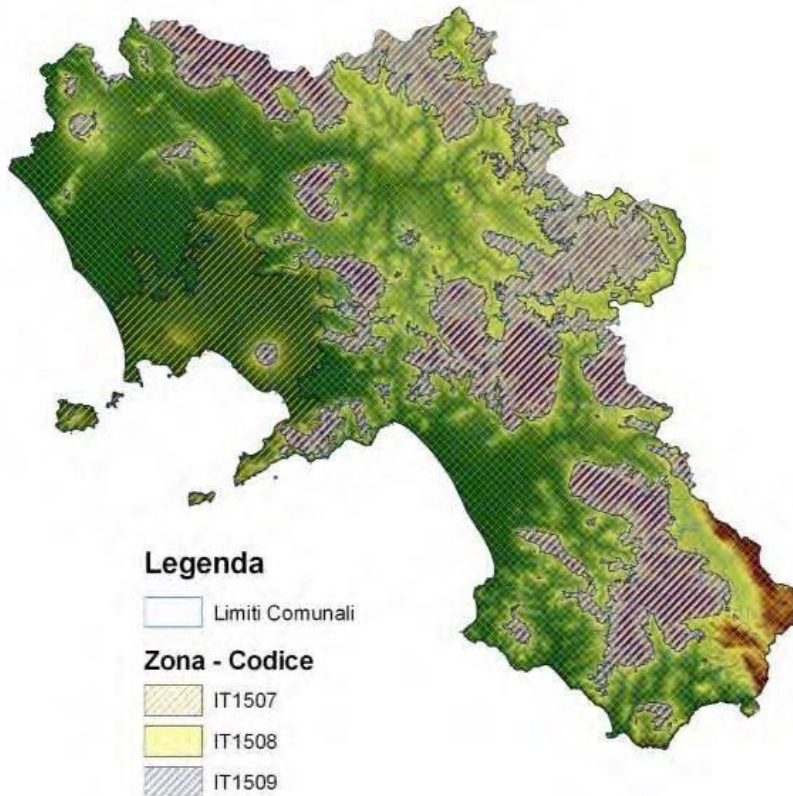 Legenda
Limiti Comunali
Zona - Codice
IT1507
IT1508
IT1509